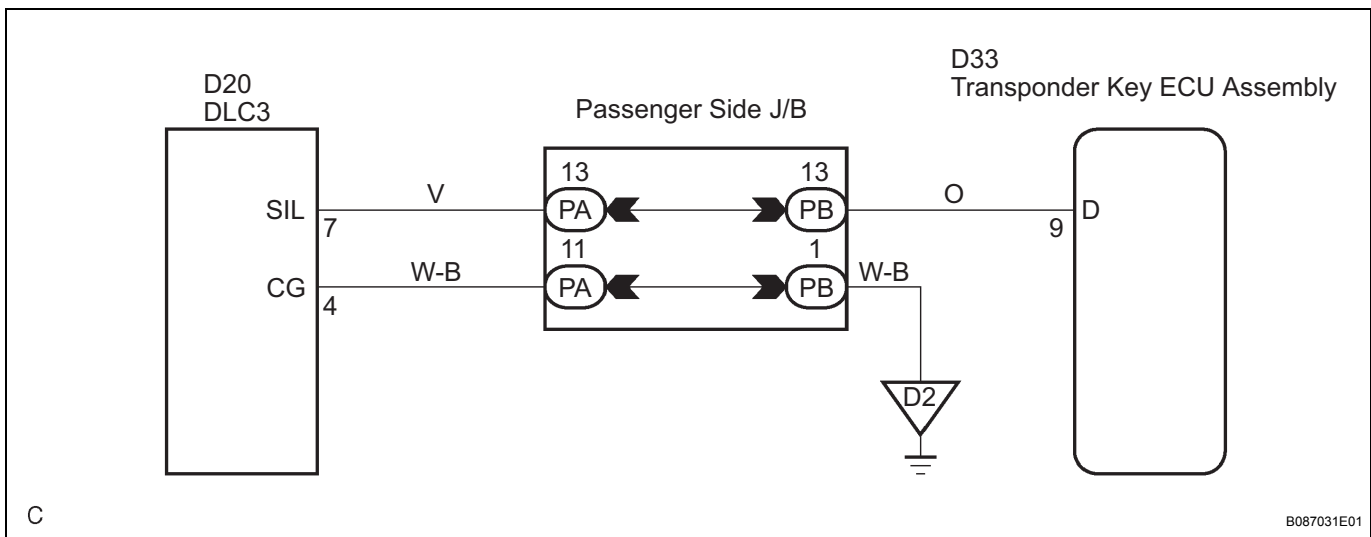 D20
DLC3
Passenger Side J/B
D33
Transponder Key ECU Assembly
SIL
7
V
13
PA
13
PB
O
9
D
CG
4
W-B
11
PA
1
PB
W-B
D2
C
B087031E01